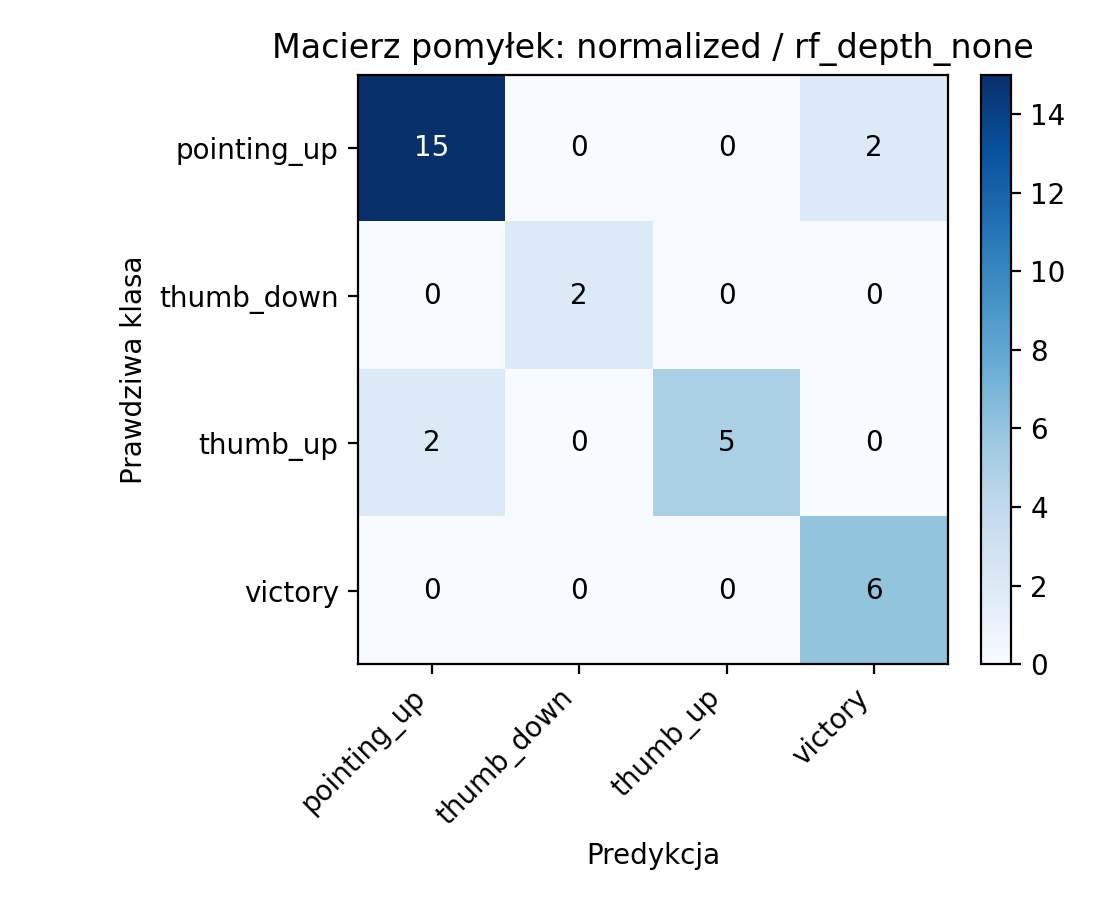 Macierz pomyłek: normalized / rf_depth_none
pointing_up 15 0 0 2
thumb_down 0 2 0 0
thumb_up 2 0 5 0
victory 0 0 0 6
Prawdziwa klasa
pointing_up thumb_down thumb_up victory
Predykcja
14
12
10
8
6
4
2
0